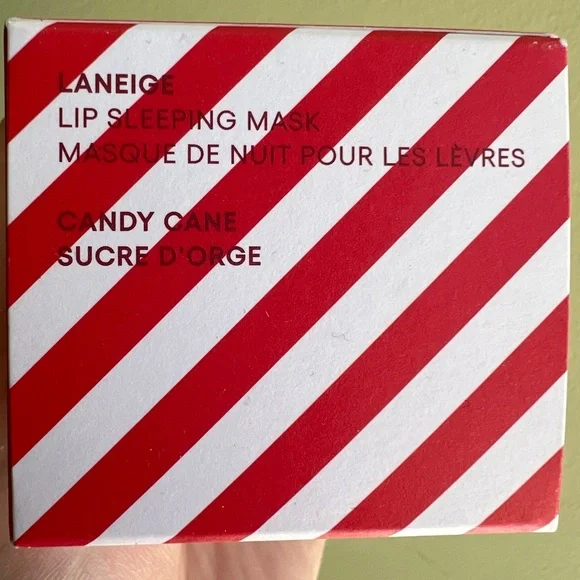 LANEIGE
LIP SLEEPING MASK
MASQUE DE NUIT POUR LES LÈVRES
CANDY CANE
SUCRE D'ORGE